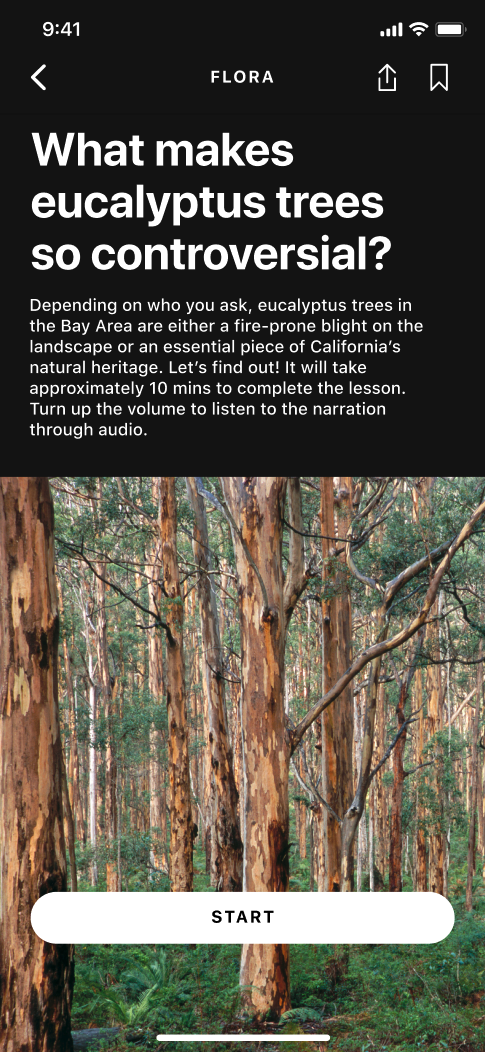 9:41
FLORA
What makes
eucalyptus trees
so controversial?
Depending on who you ask, eucalyptus trees in
the Bay Area are either a fire-prone blight on the
landscape or an essential piece of California’s
natural heritage. Let’s find out! It will take
approximately 10 mins to complete the lesson.
Turn up the volume to listen to the narration
through audio.
START